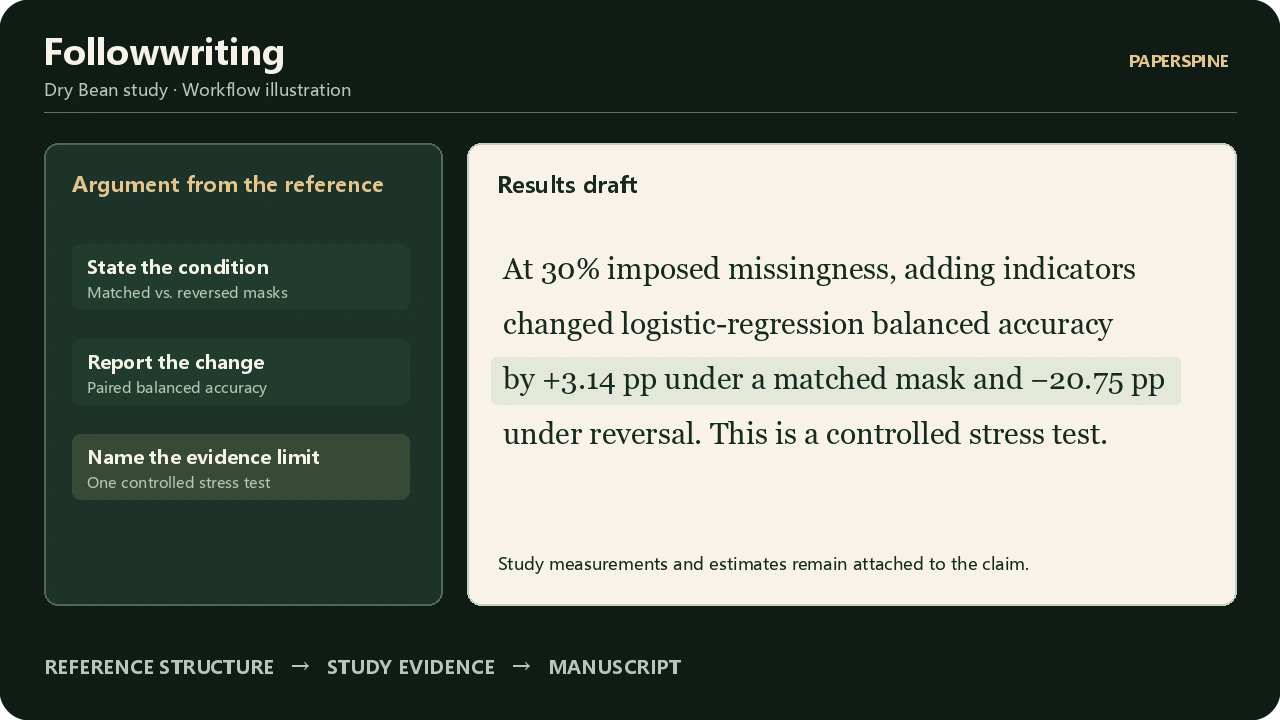 Followwriting
Dry Bean study · Workflow illustration
PAPERSPINE
Argument from the reference
State the condition
Matched vs. reversed masks
Report the change
Paired balanced accuracy
Name the evidence limit
One controlled stress test
Results draft
At 30% imposed missingness, adding indicators
changed logistic-regression balanced accuracy
by +3.14 pp under a matched mask and −20.75 pp
under reversal. This is a controlled stress test.
Study measurements and estimates remain attached to the claim.
REFERENCE STRUCTURE → STUDY EVIDENCE → MANUSCRIPT